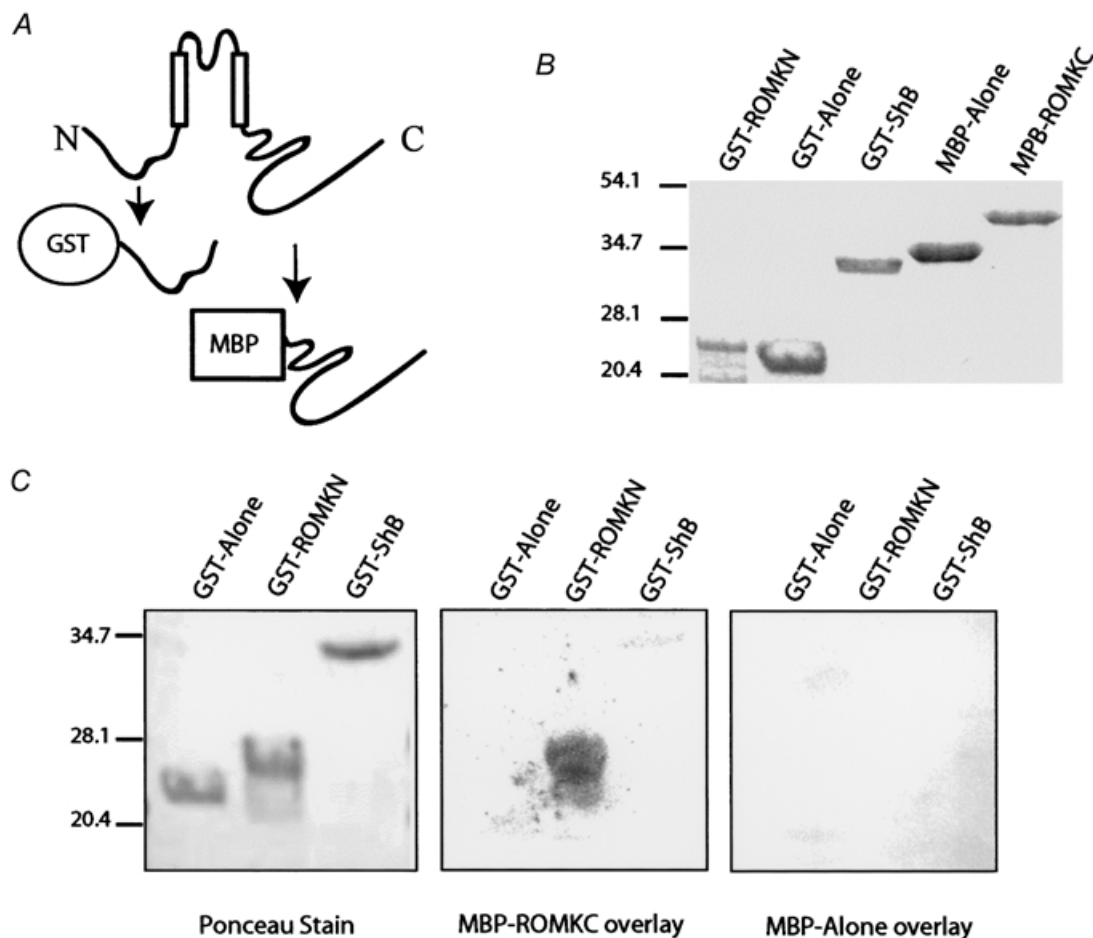 A
N
C
GST
MBP
B
GST-ROMKN
GST-Alone
GST-ShB
MBP-Alone
MPB-ROMKC
54.1
34.7
28.1
20.4
C
GST-Alone
GST-ROMKN
GST-ShB
GST-Alone
GST-ROMKN
GST-ShB
GST-Alone
GST-ROMKN
GST-ShB
34.7
28.1
20.4
Ponceau Stain
MBP-ROMKC overlay
MBP-Alone overlay